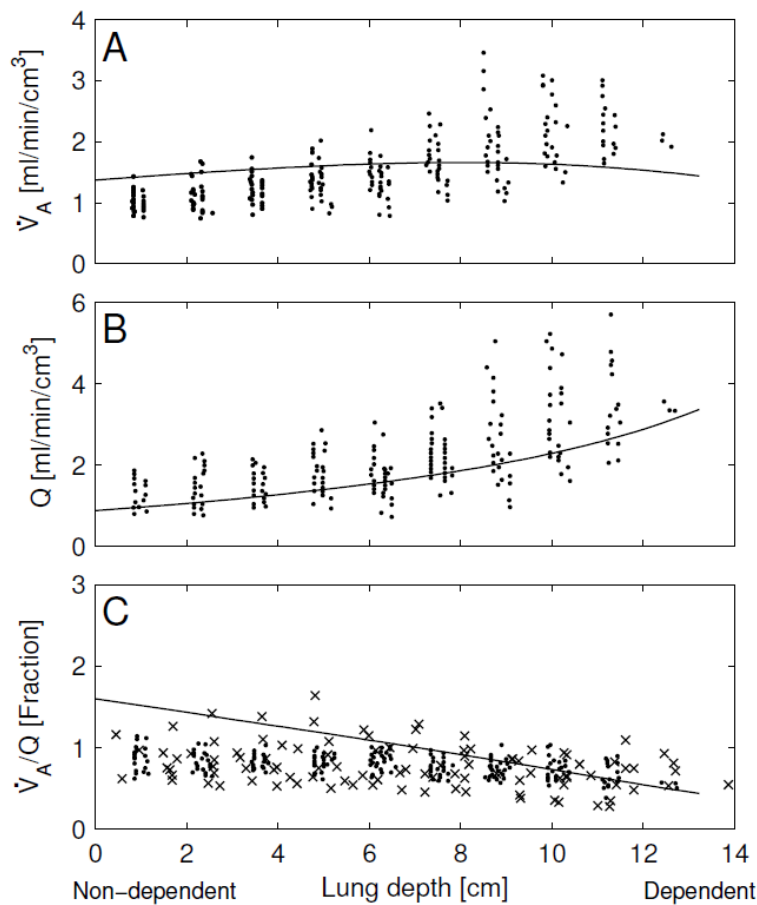 A
4
3
2
1
0
V̇A [ml/min/cm³]
B
6
4
2
0
Q [ml/min/cm³]
C
3
2
1
0
V̇A/Q [Fraction]
0 2 4 6 8 10 12 14
Non-dependent Lung depth [cm] Dependent